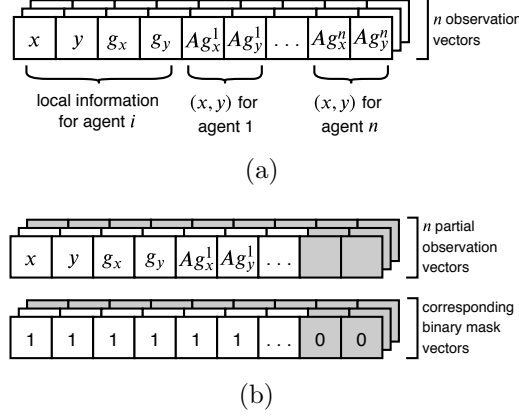 x y g_x g_y Ag_x^1 Ag_y^1 ... Ag_x^n Ag_y^n
n observation
vectors
local information
for agent i
(x, y) for
agent 1
(x, y) for
agent n
(a)
x y g_x g_y Ag_x^1 Ag_y^1 ...
n partial
observation
vectors
1 1 1 1 1 1 ... 0 0
corresponding
binary mask
vectors
(b)